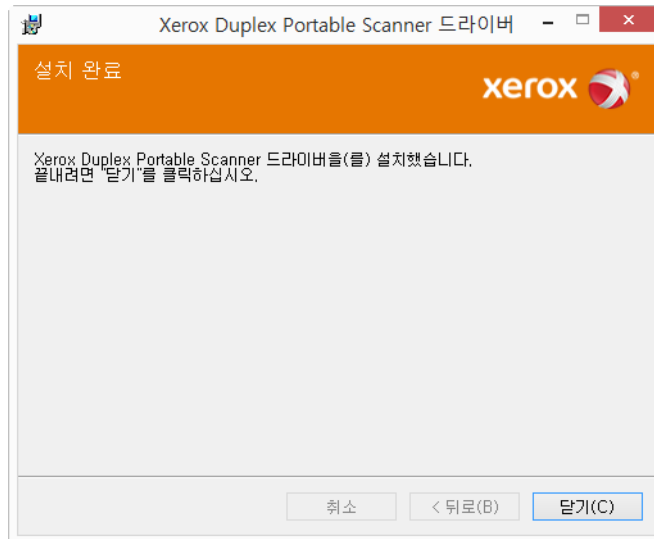 Xerox Duplex Portable Scanner 드라이버
설치 완료
xerox
Xerox Duplex Portable Scanner 드라이버을(를) 설치했습니다.
끝내려면 "닫기"를 클릭하십시오.
취소
< 뒤로(B)
닫기(C)